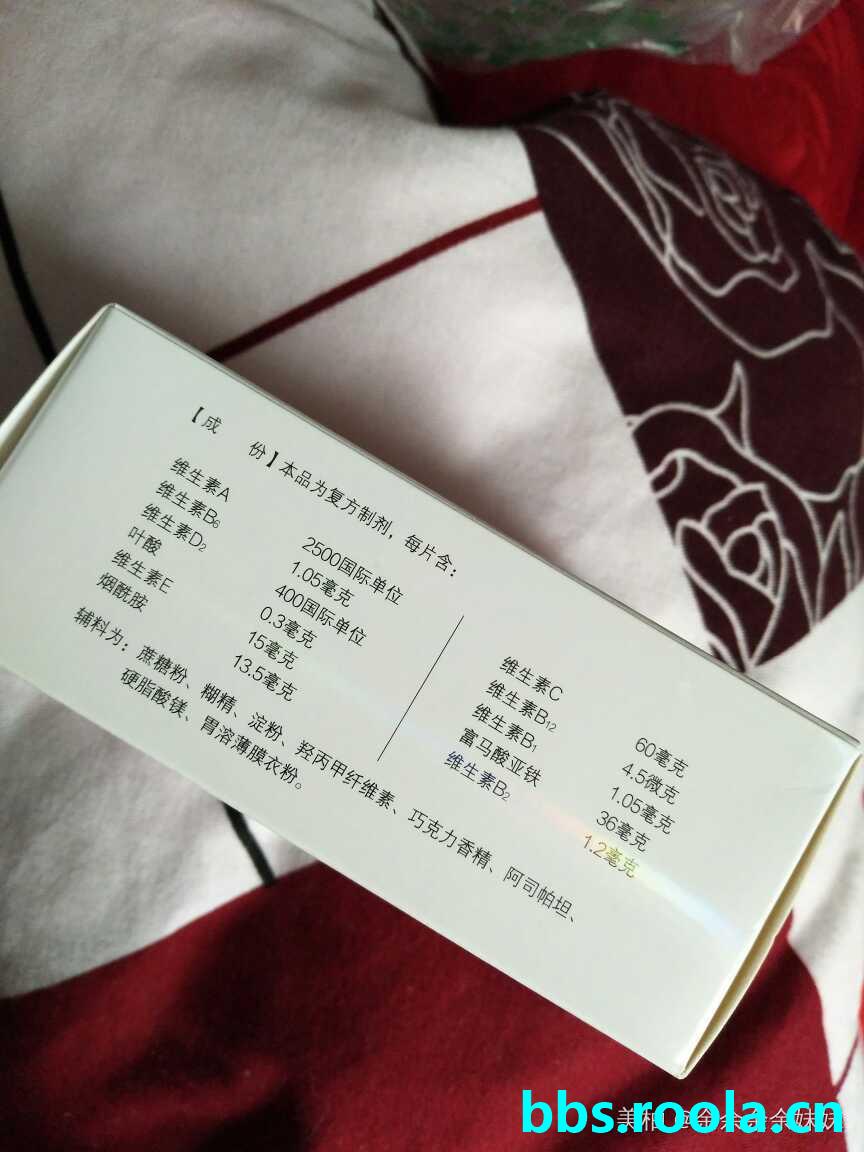 【成 份】本品为复方制剂，每片含：
维生素A 2500国际单位
维生素B₆ 1.05毫克
维生素D₂ 400国际单位
叶酸 0.3毫克
维生素E 15毫克
烟酰胺 13.5毫克
维生素C 60毫克
维生素B₁₂ 4.5微克
维生素B₁ 1.05毫克
富马酸亚铁 36毫克
维生素B₂ 1.2毫克
辅料为：蔗糖粉、糊精、淀粉、羟丙甲纤维素、巧克力香精、阿司帕坦、
硬脂酸镁、胃溶薄膜衣粉。
bbs.roola.cn